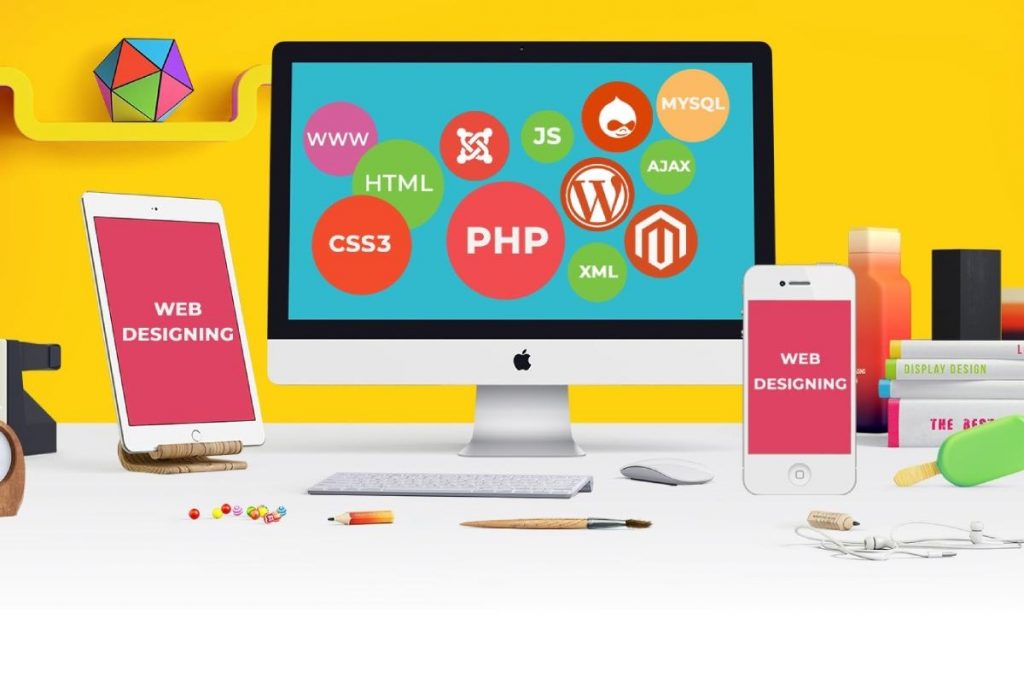 WWW
HTML
CSS3
JS
MYSQL
AJAX
PHP
XML
WEB
DESIGNING
WEB
DESIGNING
DISPLAY DESIGN
THE BEST